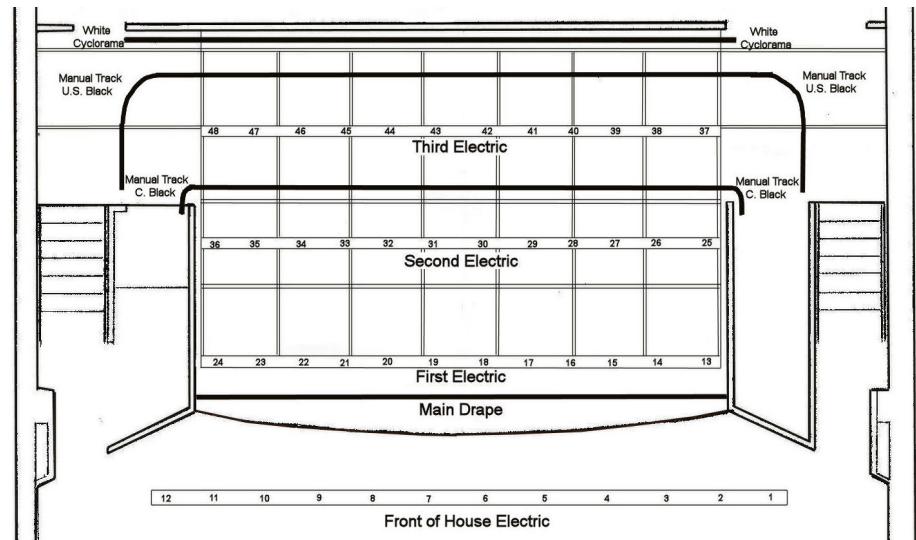 White
Cyclorama
White
Cyclorama
Manual Track
U.S. Black
Manual Track
U.S. Black
48 47 46 45 44 43 42 41 40 39 38 37
Third Electric
Manual Track
C. Black
Manual Track
C. Black
36 35 34 33 32 31 30 29 28 27 26 25
Second Electric
24 23 22 21 20 19 18 17 16 15 14 13
First Electric
Main Drape
12 11 10 9 8 7 6 5 4 3 2 1
Front of House Electric